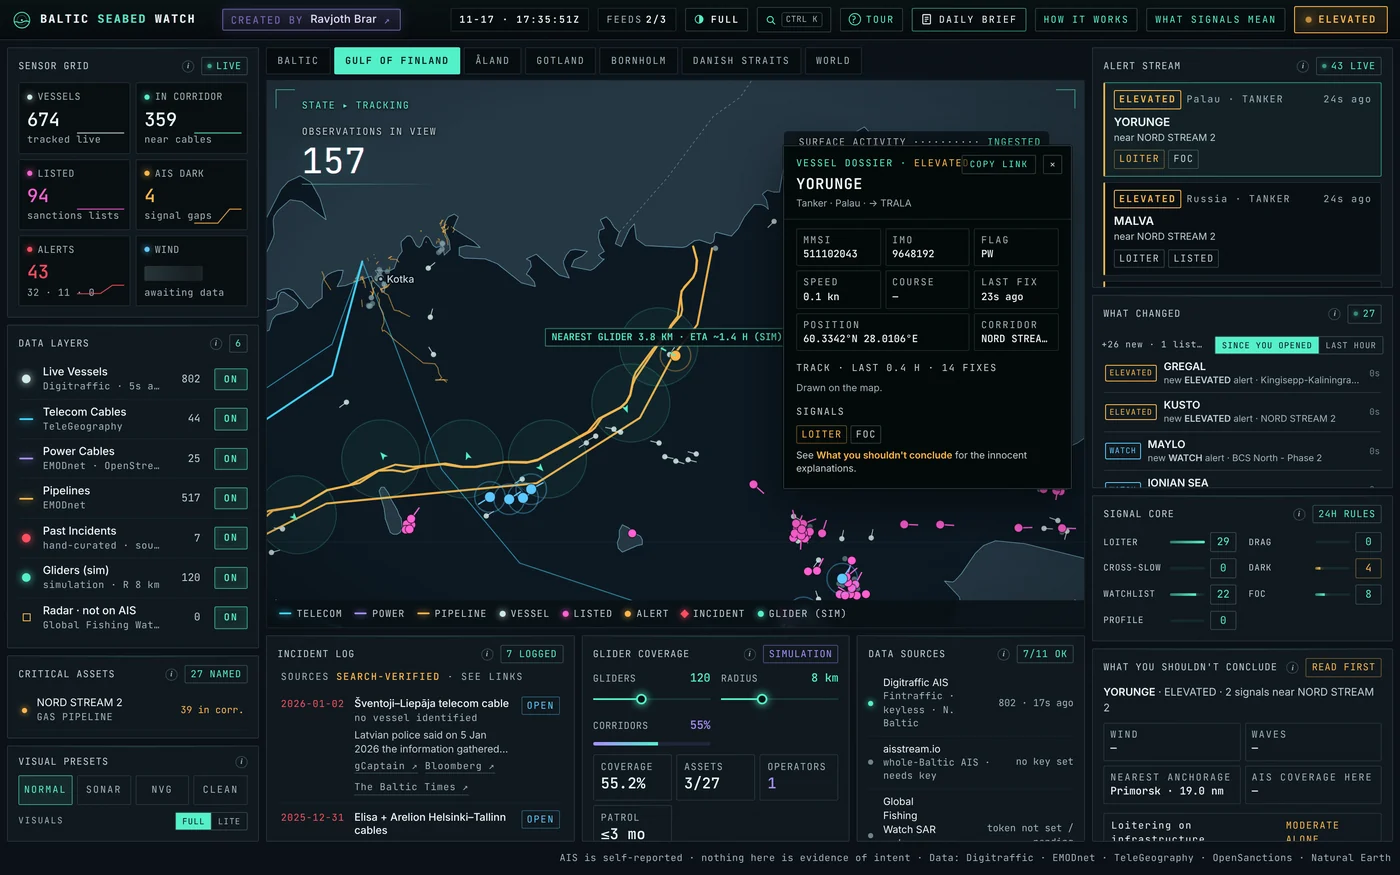 BALTIC SEABED WATCH
CREATED BY Ravjoth Brar ↗
11-17 · 17:35:51Z
FEEDS 2/3
FULL
CTRL K
TOUR
DAILY BRIEF
HOW IT WORKS
WHAT SIGNALS MEAN
ELEVATED
SENSOR GRID
LIVE
VESSELS
674
tracked live
IN CORRIDOR
359
near cables
LISTED
94
sanctions lists
AIS DARK
4
signal gaps
ALERTS
43
32 · 11 · 0
WIND
awaiting data
DATA LAYERS
6
Live Vessels
Digitraffic · 5s a…
802
ON
Telecom Cables
TeleGeography
44
ON
Power Cables
EMODnet · OpenStre…
25
ON
Pipelines
EMODnet
517
ON
Past Incidents
hand-curated · sou…
7
ON
Gliders (sim)
simulation · R 8 km
120
ON
Radar · not on AIS
Global Fishing Wat…
0
ON
CRITICAL ASSETS
27 NAMED
NORD STREAM 2
GAS PIPELINE
39 in corr.
VISUAL PRESETS
NORMAL
SONAR
NVG
CLEAN
VISUALS
FULL
LITE
BALTIC
GULF OF FINLAND
ÅLAND
GOTLAND
BORNHOLM
DANISH STRAITS
WORLD
STATE ▸ TRACKING
OBSERVATIONS IN VIEW
157
Kotka
NEAREST GLIDER 3.8 KM · ETA ~1.4 H (SIM)
SURFACE ACTIVITY ·········· INGESTED
VESSEL DOSSIER · ELEVATED
COPY LINK
×
YORUNGE
Tanker · Palau · → TRALA
MMSI
511102043
IMO
9648192
FLAG
PW
SPEED
0.1 kn
COURSE
—
LAST FIX
23s ago
POSITION
60.3342°N 28.0106°E
CORRIDOR
NORD STREA…
TRACK · LAST 0.4 H · 14 FIXES
Drawn on the map.
SIGNALS
LOITER
FOC
See What you shouldn't conclude for the innocent
explanations.
TELECOM
POWER
PIPELINE
VESSEL
LISTED
ALERT
INCIDENT
GLIDER (SIM)
INCIDENT LOG
7 LOGGED
SOURCES SEARCH-VERIFIED · SEE LINKS
2026-01-02
Šventoji–Liepāja telecom cable
OPEN
no vessel identified
Latvian police said on 5 Jan
2026 the information gathered…
gCaptain ↗ Bloomberg ↗
The Baltic Times ↗
2025-12-31
Elisa + Arelion Helsinki–Tallinn
cables
OPEN
GLIDER COVERAGE
SIMULATION
GLIDERS
120
RADIUS
8 km
CORRIDORS
55%
COVERAGE
55.2%
ASSETS
3/27
OPERATORS
1
PATROL
≤3 mo
DATA SOURCES
7/11 OK
Digitraffic AIS
Fintraffic ·
keyless · N.
Baltic
802 · 17s ago
aisstream.io
whole-Baltic AIS ·
needs key
no key set
Global
Fishing
Watch SAR
token not set /
ALERT STREAM
43 LIVE
ELEVATED
Palau · TANKER
24s ago
YORUNGE
near NORD STREAM 2
LOITER
FOC
ELEVATED
Russia · TANKER
24s ago
MALVA
near NORD STREAM 2
LOITER
LISTED
WHAT CHANGED
27
+26 new · 1 list…
SINCE YOU OPENED
LAST HOUR
ELEVATED
GREGAL
new ELEVATED alert · Kingisepp-Kaliningra…
0s
ELEVATED
KUSTO
new ELEVATED alert · NORD STREAM 2
0s
WATCH
MAYLO
new WATCH alert · BCS North - Phase 2
0s
IONIAN SEA
SIGNAL CORE
24H RULES
LOITER
29
DRAG
0
CROSS-SLOW
0
DARK
4
WATCHLIST
22
FOC
8
PROFILE
0
WHAT YOU SHOULDN'T CONCLUDE
READ FIRST
YORUNGE · ELEVATED · 2 signals near NORD STREAM
2
WIND
—
WAVES
—
NEAREST ANCHORAGE
Primorsk · 19.0 nm
AIS COVERAGE HERE
—
Loitering on
infrastructure
MODERATE
ALONE
AIS is self-reported · nothing here is evidence of intent · Data: Digitraffic · EMODnet · TeleGeography · OpenSanctions · Natural Earth